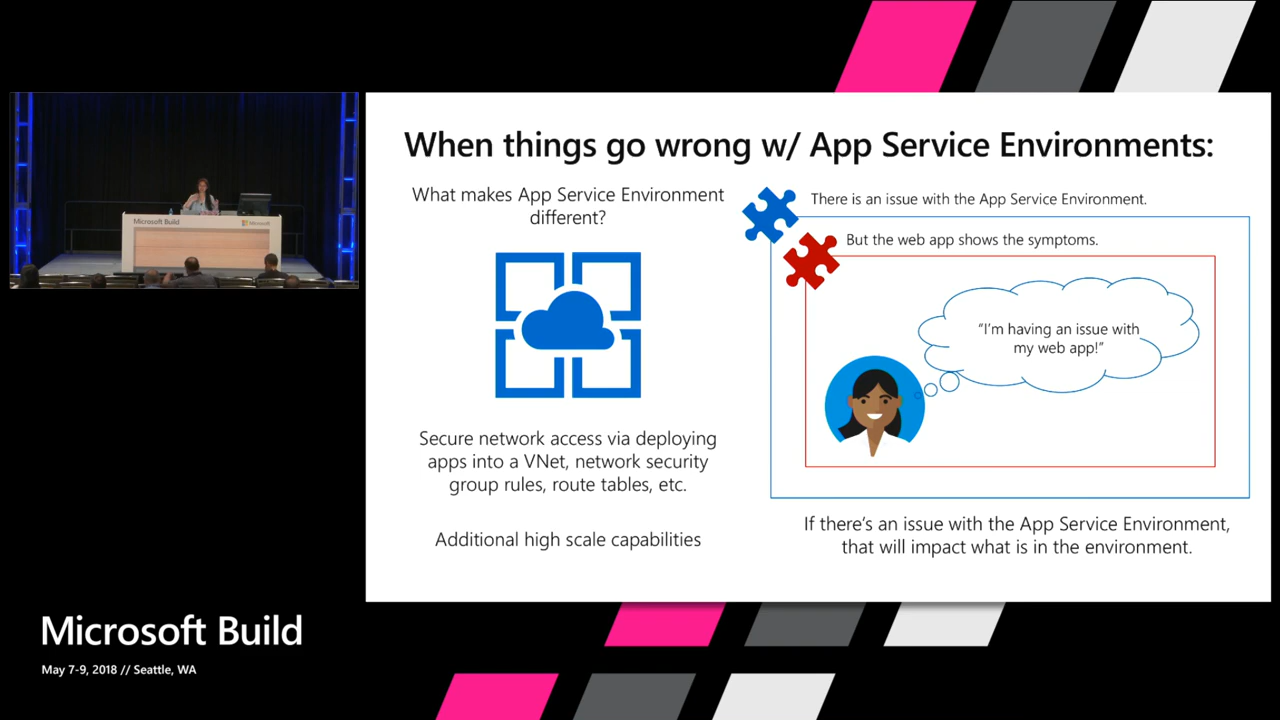 When things go wrong w/ App Service Environments:
What makes App Service Environment
different?
Secure network access via deploying
apps into a VNet, network security
group rules, route tables, etc.
Additional high scale capabilities
There is an issue with the App Service Environment.
But the web app shows the symptoms.
“I’m having an issue with
my web app!”
If there’s an issue with the App Service Environment,
that will impact what is in the environment.
Microsoft Build
Microsoft
Microsoft Build
May 7-9, 2018 // Seattle, WA